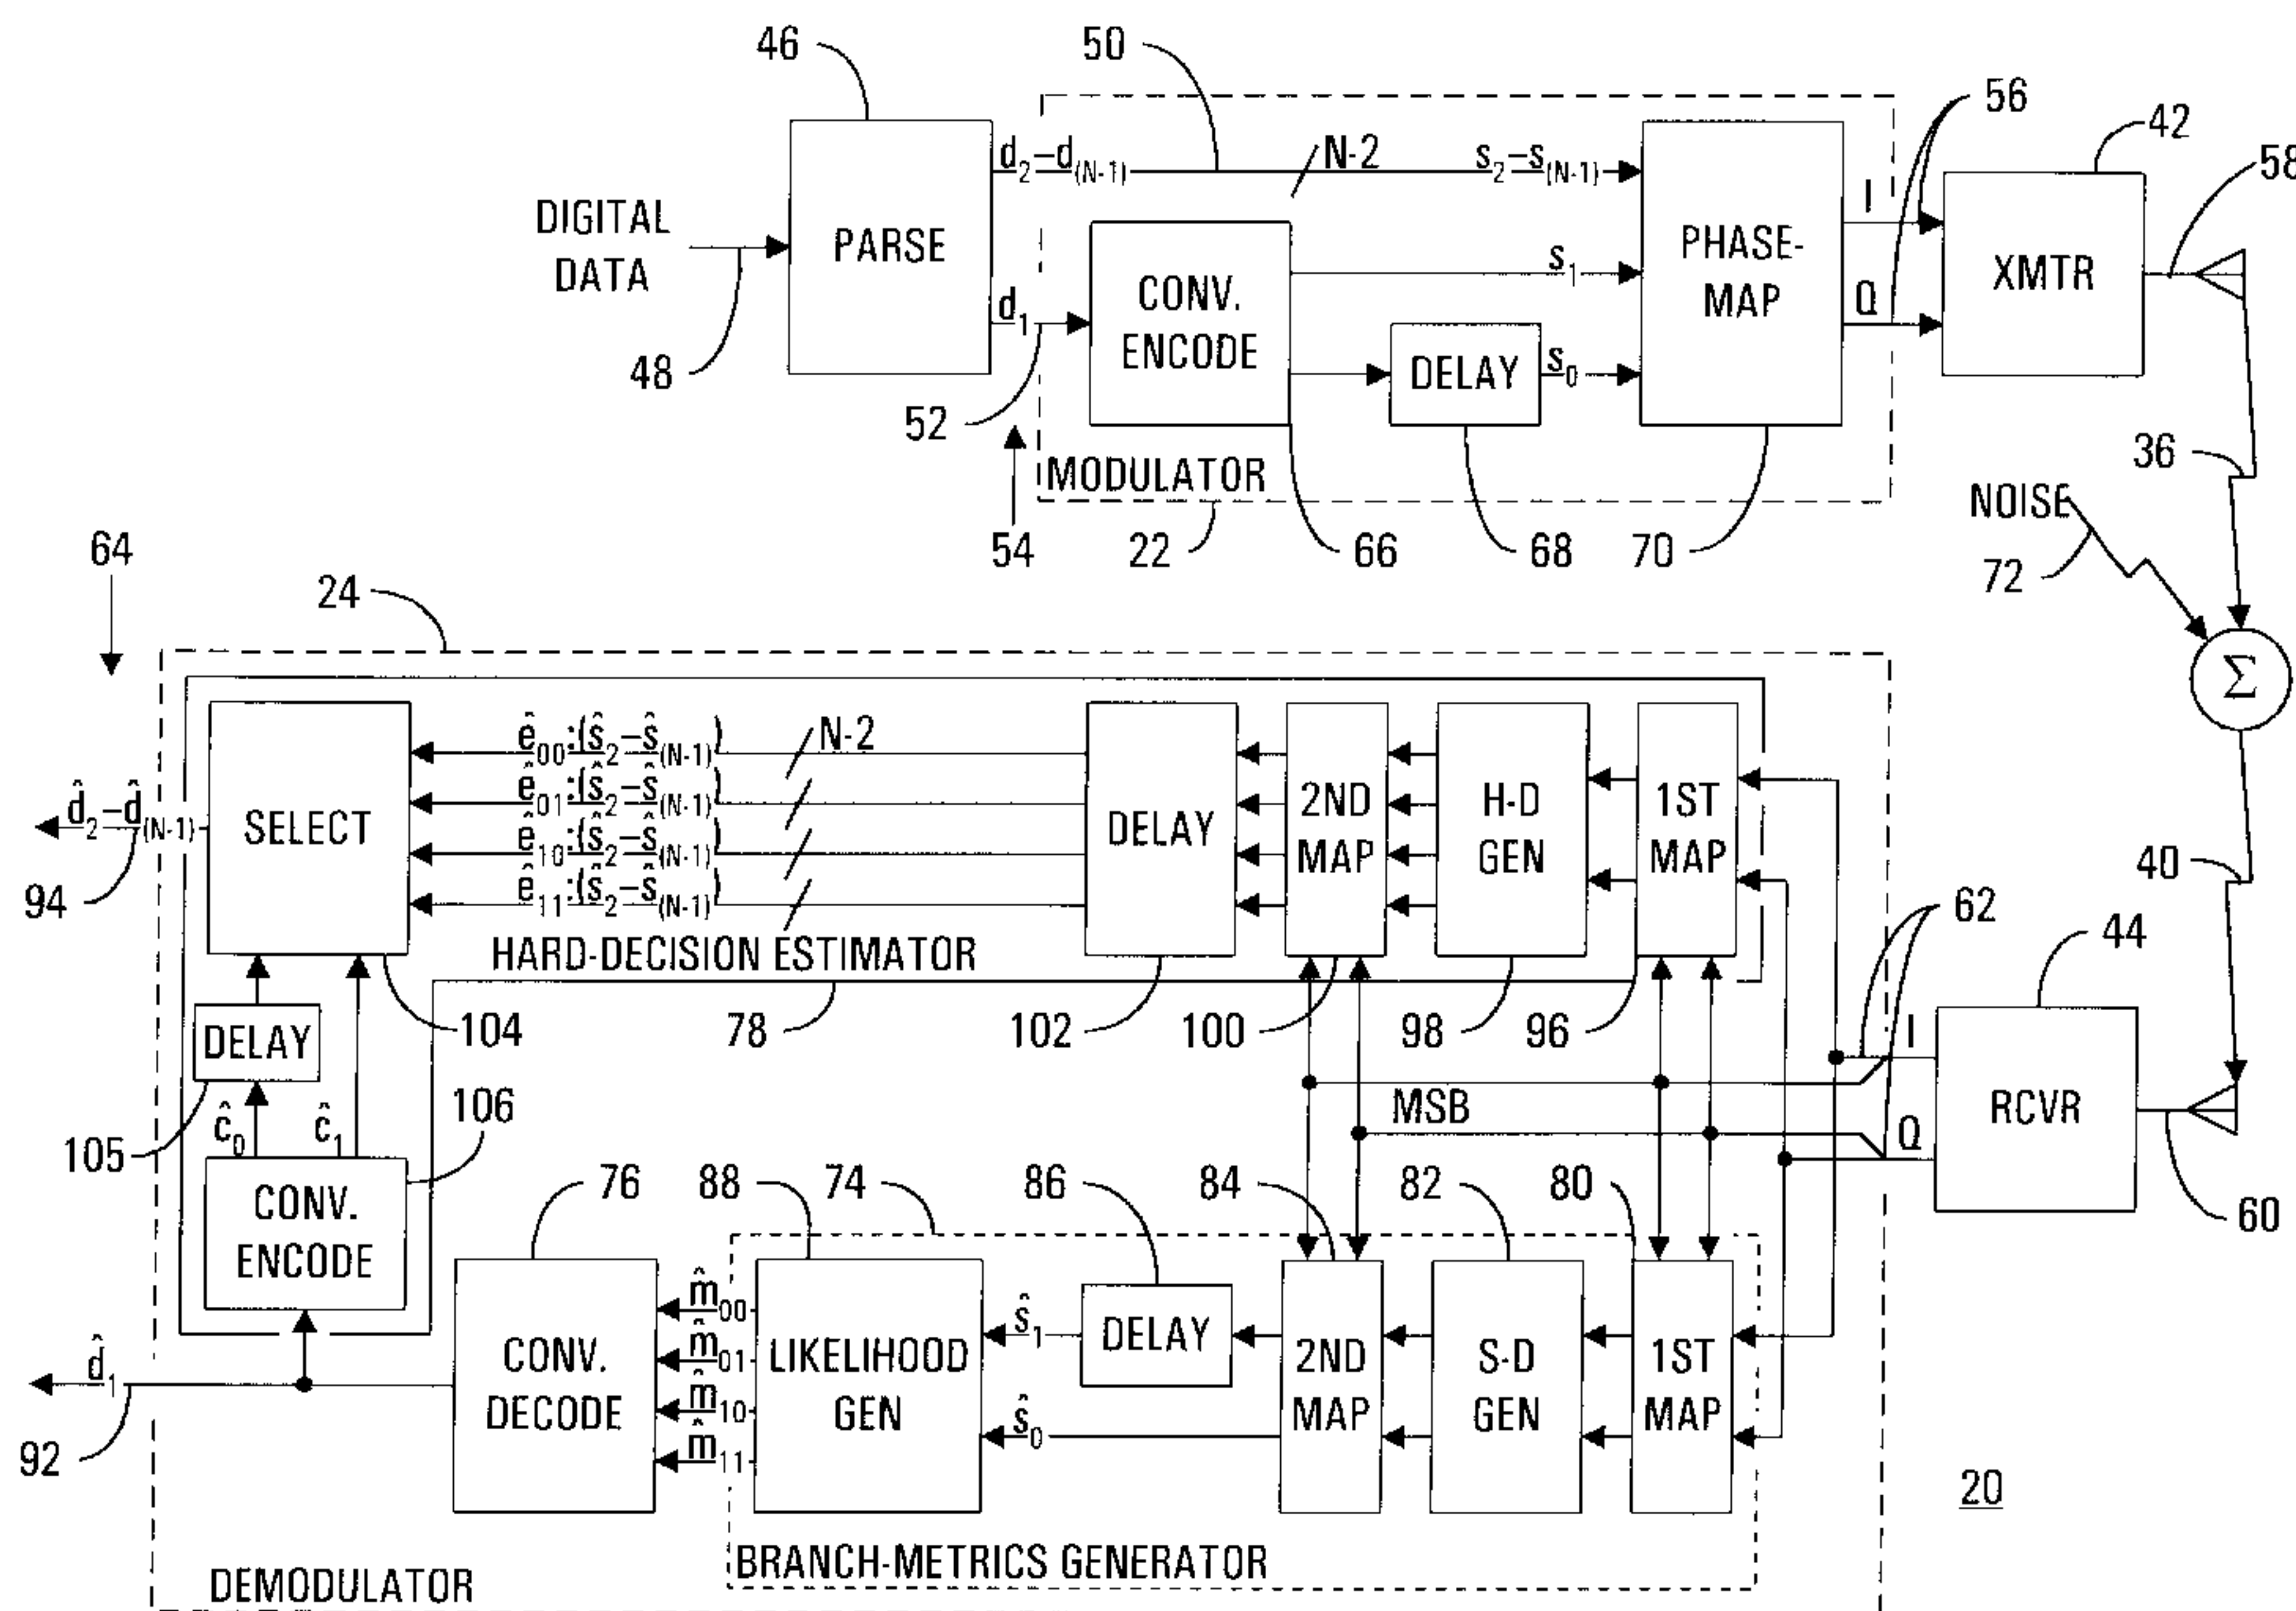 46
50
56
42
58
d₂–d₍N-1₎
N-2
s₂–s₍N-1₎
I
DIGITAL
DATA
PARSE
PHASE-
MAP
XMTR
CONV.
ENCODE
s₁
Q
d₁
DELAY
s₀
48
52
36
MODULATOR
NOISE
64
54
22
66
68
70
72
24
Σ
ê₀₀:(ŝ₂–ŝ₍N-1₎)
N-2
ê₀₁:(ŝ₂–ŝ₍N-1₎)
2ND
MAP
H-D
GEN
1ST
MAP
d̂₂–d̂₍N-1₎
SELECT
DELAY
ê₁₀:(ŝ₂–ŝ₍N-1₎)
40
ê₁₁:(ŝ₂–ŝ₍N-1₎)
94
62
44
HARD-DECISION ESTIMATOR
DELAY
104
78
102
100
98
96
I
RCVR
MSB
106
ĉ₀
ĉ₁
Q
105
76
88
74
86
84
82
80
60
CONV.
ENCODE
m̂₀₀
ŝ₁
DELAY
d̂₁
CONV.
DECODE
m̂₀₁
LIKELIHOOD
GEN
2ND
MAP
S-D
GEN
1ST
MAP
m̂₁₀
ŝ₀
m̂₁₁
92
20
BRANCH-METRICS GENERATOR
DEMODULATOR